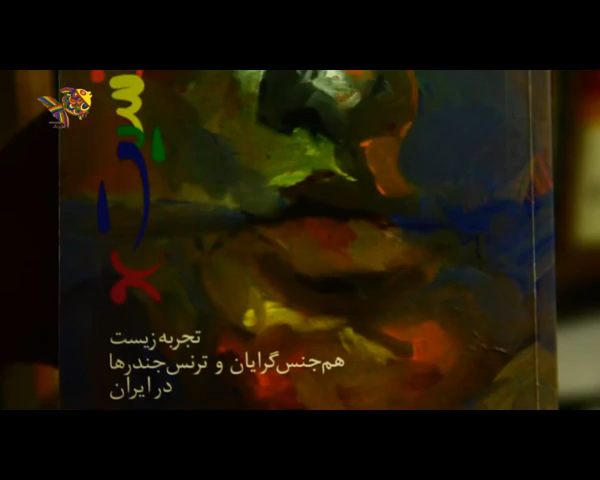 تجربه زیست
هم‌جنس‌گرایان و ترنس‌جندرها
در ایران